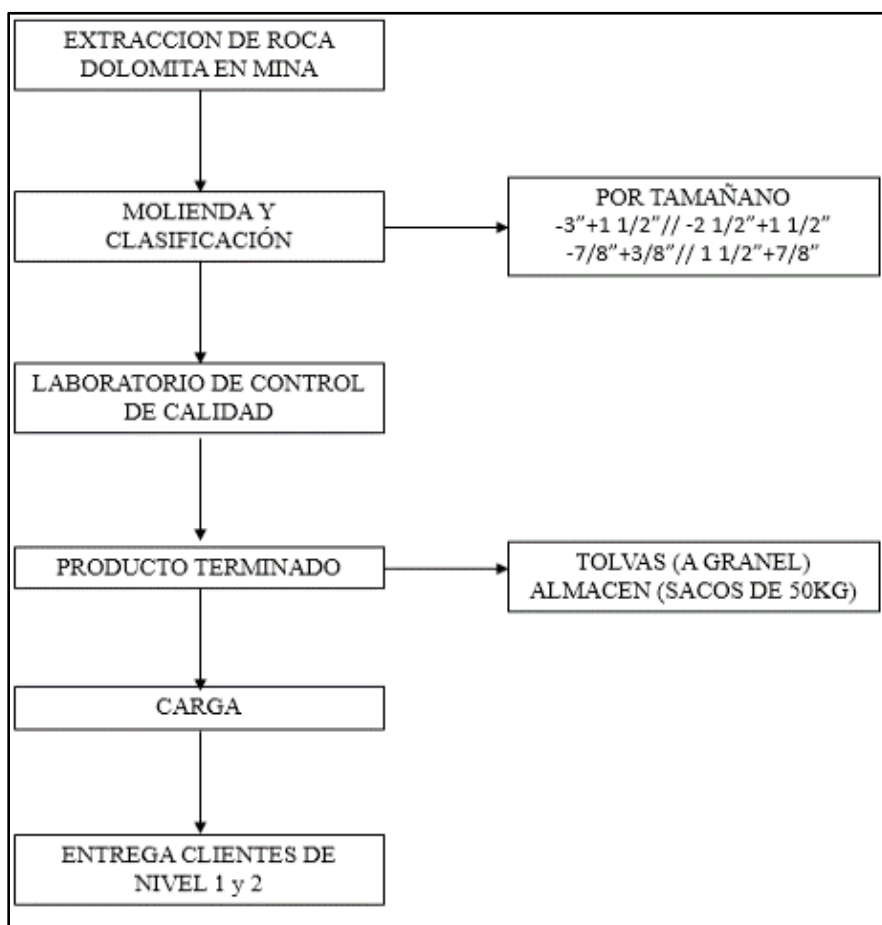 EXTRACCION DE ROCA
DOLOMITA EN MINA
MOLIENDA Y
CLASIFICACIÓN
POR TAMAÑANO
-3”+1 1/2”// -2 1/2”+1 1/2”
-7/8”+3/8”// 1 1/2”+7/8”
LABORATORIO DE CONTROL
DE CALIDAD
PRODUCTO TERMINADO
TOLVAS (A GRANEL)
ALMACEN (SACOS DE 50KG)
CARGA
ENTREGA CLIENTES DE
NIVEL 1 y 2